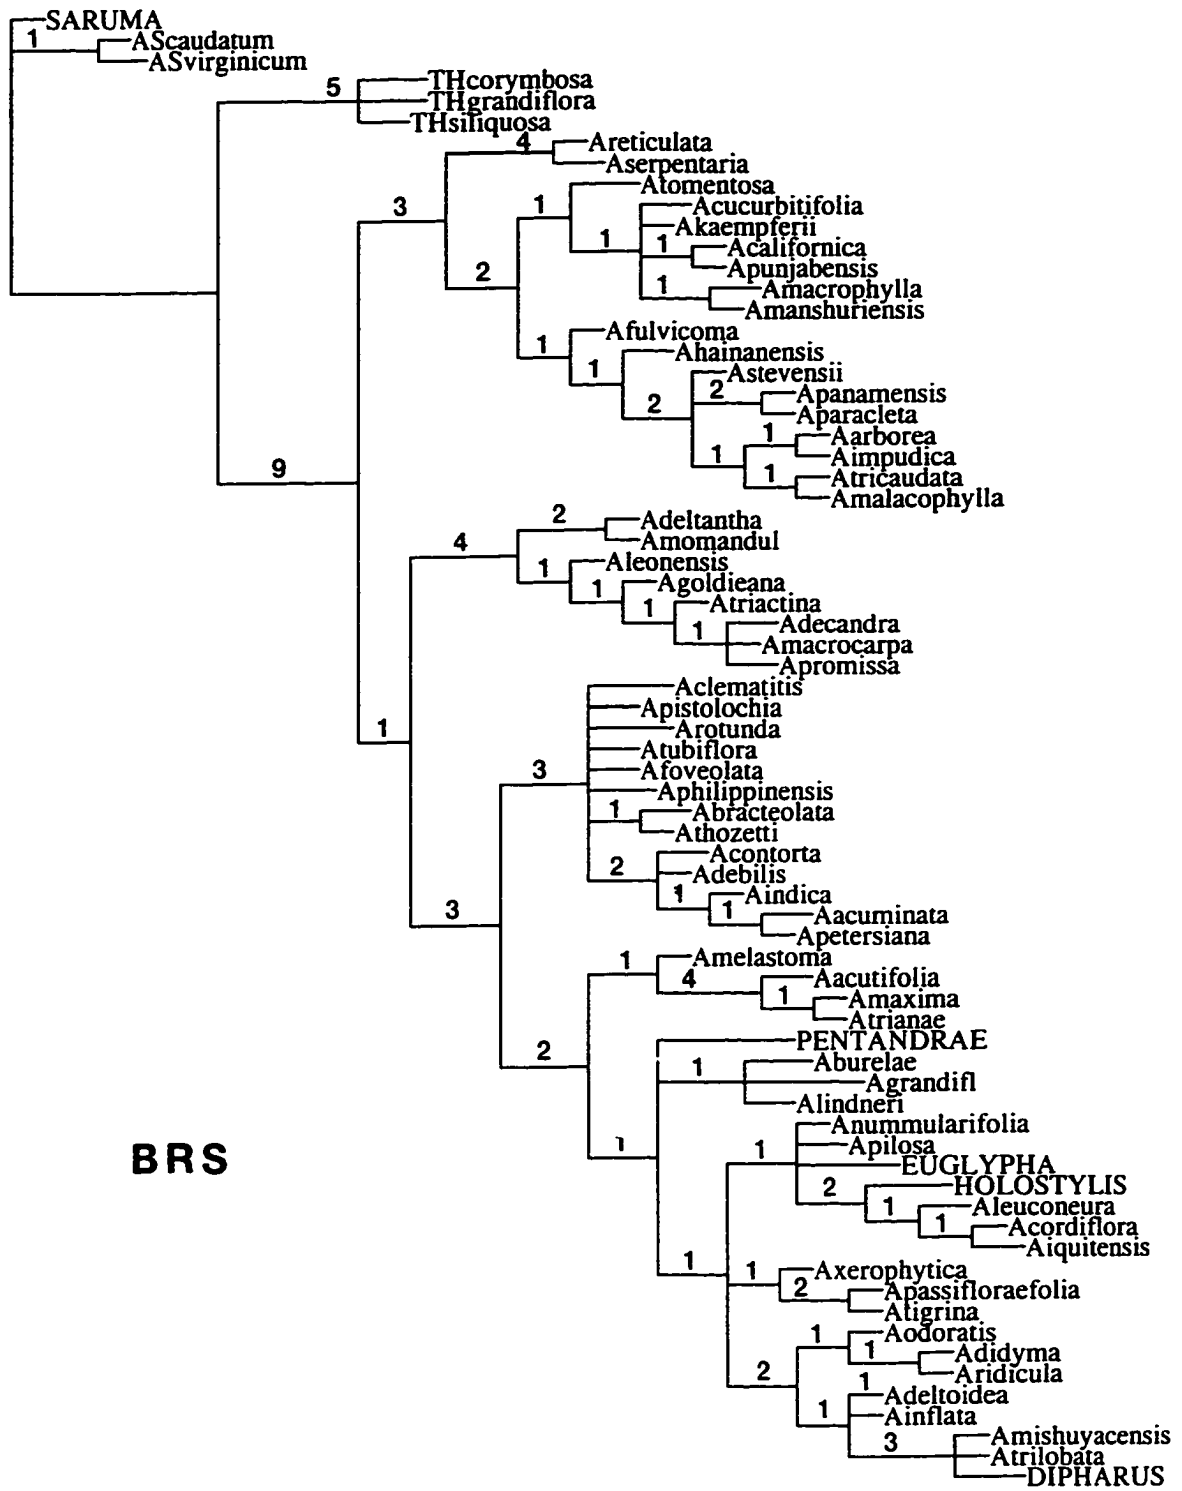 SARUMA
1
AScaudatum
ASvirginicum
THcorymbosa
5
THgrandiflora
THsiliquosa
4
Areticulata
Aserpentaria
Atomentosa
3
1
Acucurbitifolia
Akaempferii
1
1
Acalifornica
Apunjabensis
2
1
Amacrophylla
Amanshuriensis
Afulvicoma
1
Ahainanensis
1
Astevensii
2
Apanamensis
2
Aparacleta
1
Aarborea
1
Aimpudica
9
1
Atricaudata
Amalacophylla
2
Adeltantha
4
Amomandul
1
Aleonensis
1
Agoldieana
1
Atriactina
1
Adecandra
Amacrocarpa
Apromissa
Aclematitis
Apistolochia
1
Arotunda
Atubiflora
3
Afoveolata
Aphilippinensis
1
Abracteolata
Athozetti
Acontorta
2
Adebilis
1
Aindica
3
1
Aacuminata
Apetersiana
1
Amelastoma
4
Aacutifolia
1
Amaxima
Atrianae
PENTANDRAE
2
1
Aburelae
Agrandifl
Alindneri
Anummularifolia
1
1
Apilosa
BRS
EUGLYPHA
2
HOLOSTYLIS
1
Aleuconeura
1
Acordiflora
Aiquitensis
1
1
Axerophytica
2
Apassifloraefolia
Atigrina
1
Aodoratis
1
Adidyma
2
Aridicula
1
Adeltoidea
1
Ainflata
3
Amishuyacensis
Atrilobata
DIPHARUS